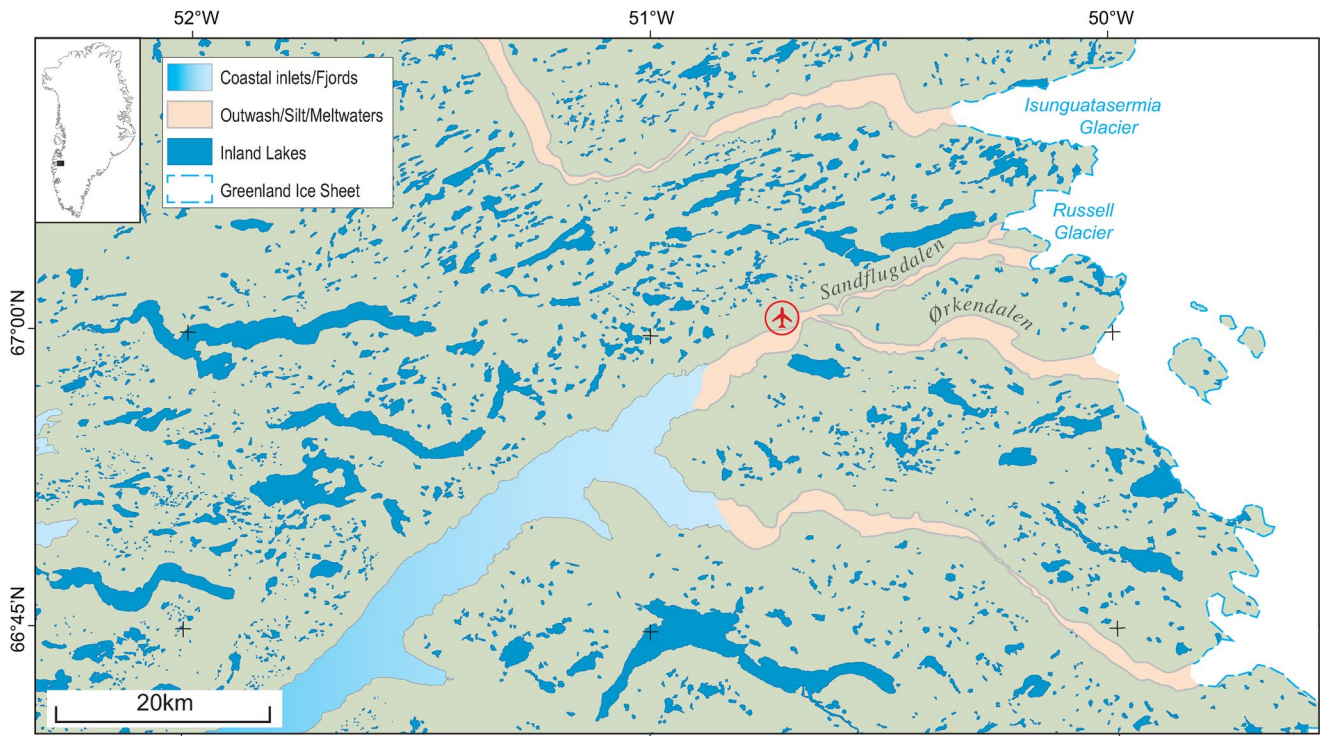 52°W
51°W
50°W
Coastal inlets/Fjords
Outwash/Silt/Meltwaters
Inland Lakes
Greenland Ice Sheet
Isunguatasermia
Glacier
Russell
Glacier
Sandflugdalen
Ørkendalen
67°00'N
66°45'N
20km